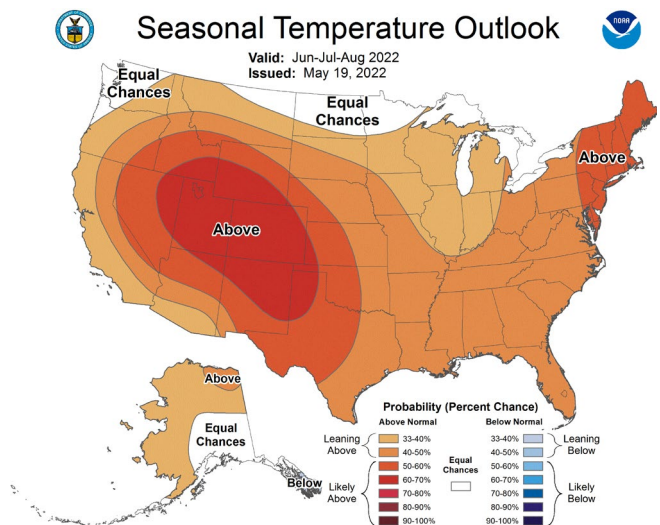 Seasonal Temperature Outlook
NOAA
Valid: Jun-Jul-Aug 2022
Issued: May 19, 2022
Equal
Chances
Equal
Chances
Above
Above
Above
Equal
Chances
Below
Probability (Percent Chance)
Above Normal
Below Normal
Leaning
Above
33-40%
40-50%
Likely
Above
50-60%
60-70%
70-80%
80-90%
90-100%
Equal
Chances
33-40%
40-50%
Leaning
Below
50-60%
60-70%
70-80%
80-90%
90-100%
Likely
Below